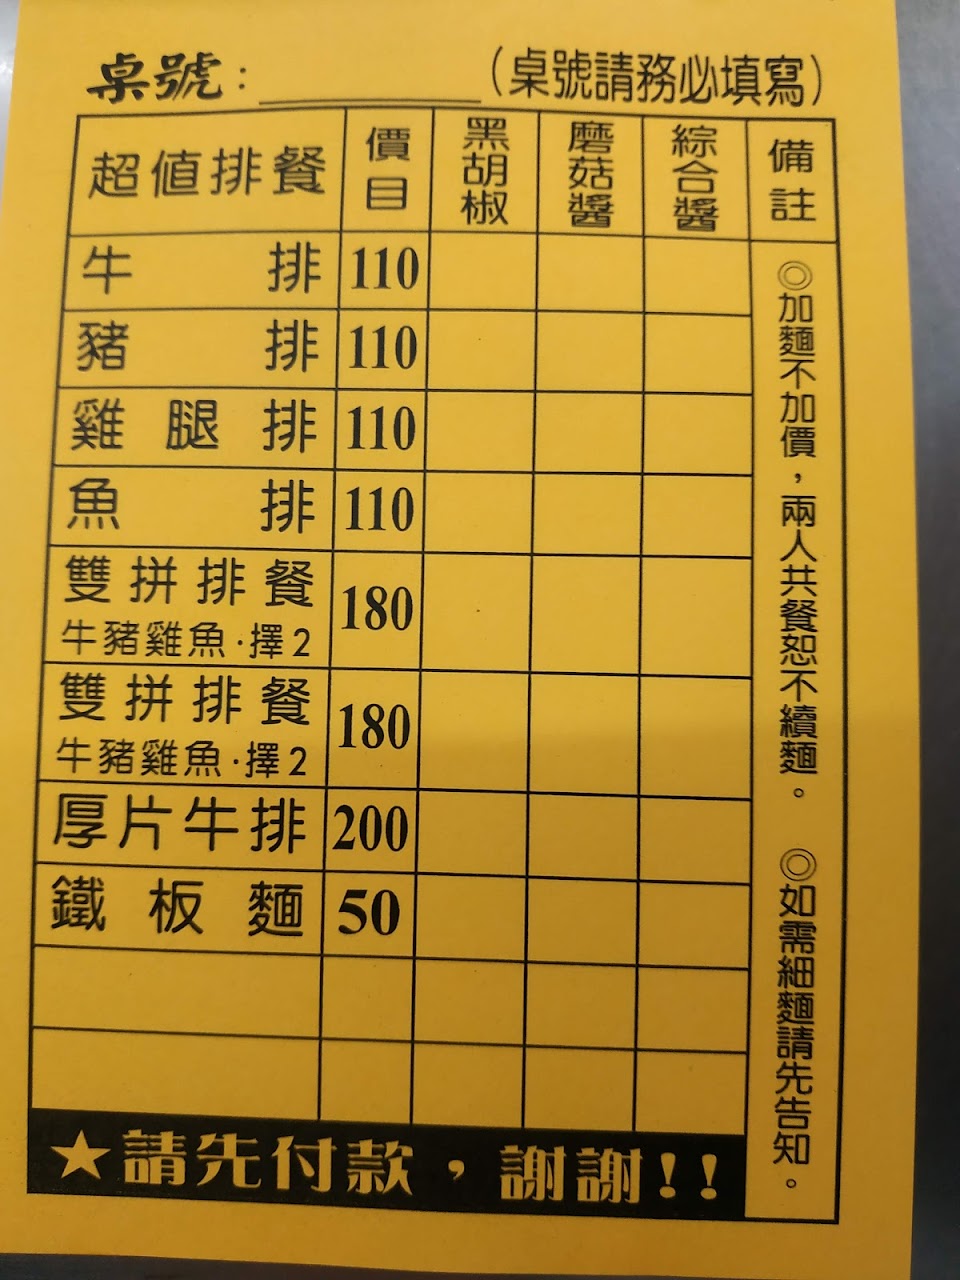 桌號：________（桌號請務必填寫）
超值排餐 價目 黑胡椒 磨菇醬 綜合醬 備註
牛排 110
豬排 110
雞腿排 110
魚排 110
雙拼排餐 180
牛豬雞魚·擇2
雙拼排餐 180
牛豬雞魚·擇2
厚片牛排 200
鐵板麵 50
◎加麵不加價，兩人共餐恕不續麵。
◎如需細麵請先告知。
★請先付款，謝謝!!